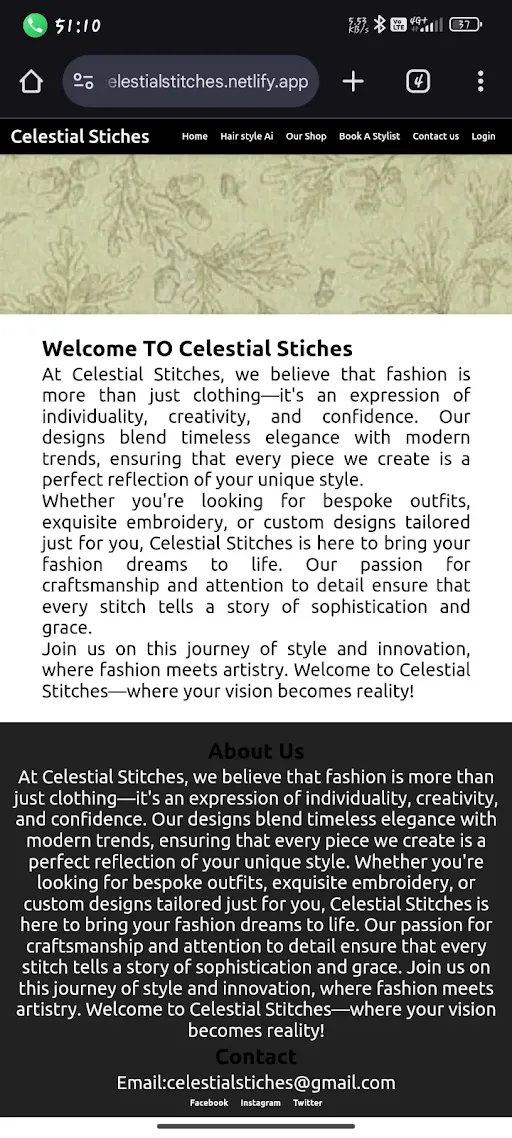 51:10
5.53
KB/s
Vo
LTE
4G+
37
elestialstitches.netlify.app
4
Celestial Stiches
Home
Hair style Ai
Our Shop
Book A Stylist
Contact us
Login
Welcome TO Celestial Stiches
At Celestial Stitches, we believe that fashion is
more than just clothing—it's an expression of
individuality, creativity, and confidence. Our
designs blend timeless elegance with modern
trends, ensuring that every piece we create is a
perfect reflection of your unique style.
Whether you're looking for bespoke outfits,
exquisite embroidery, or custom designs tailored
just for you, Celestial Stitches is here to bring your
fashion dreams to life. Our passion for
craftsmanship and attention to detail ensure that
every stitch tells a story of sophistication and
grace.
Join us on this journey of style and innovation,
where fashion meets artistry. Welcome to Celestial
Stitches—where your vision becomes reality!
About Us
At Celestial Stitches, we believe that fashion is more than
just clothing—it's an expression of individuality, creativity,
and confidence. Our designs blend timeless elegance with
modern trends, ensuring that every piece we create is a
perfect reflection of your unique style. Whether you're
looking for bespoke outfits, exquisite embroidery, or
custom designs tailored just for you, Celestial Stitches is
here to bring your fashion dreams to life. Our passion for
craftsmanship and attention to detail ensure that every
stitch tells a story of sophistication and grace. Join us on
this journey of style and innovation, where fashion meets
artistry. Welcome to Celestial Stitches—where your vision
becomes reality!
Contact
Email:celestialstiches@gmail.com
Facebook
Instagram
Twitter